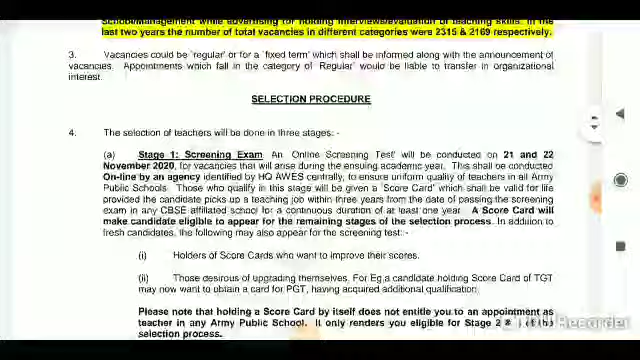 School/Management while advertising for holding interviews/evaluation of teaching skills. In the
last two years the number of total vacancies in different categories were 2315 & 2169 respectively.
3. Vacancies could be 'regular' or for a 'fixed term' which shall be informed along with the announcement of
vacancies. Appointments which fall in the category of 'Regular' would be liable to transfer in organizational
interest.
SELECTION PROCEDURE
4. The selection of teachers will be done in three stages: -
(a) Stage 1: Screening Exam An 'Online Screening Test' will be conducted on 21 and 22
November 2020, for vacancies that will arise during the ensuing academic year. This shall be conducted
On-line by an agency identified by HQ AWES centrally, to ensure uniform quality of teachers in all Army
Public Schools. Those who qualify in this stage will be given a 'Score Card', which shall be valid for life
provided the candidate picks up a teaching job within three years from the date of passing the screening
exam in any CBSE affiliated school for a continuous duration of at least one year. A Score Card will
make candidate eligible to appear for the remaining stages of the selection process. In addition to
fresh candidates, the following may also appear for the screening test:-
(i) Holders of Score Cards who want to improve their scores.
(ii) Those desirous of upgrading themselves. For Eg,a candidate holding Score Card of TGT
may now want to obtain a card for PGT, having acquired additional qualification.
Please note that holding a Score Card by itself does not entitle you to an appointment as
teacher in any Army Public School. It only renders you eligible for Stage 2 of the
selection process.
Recorder